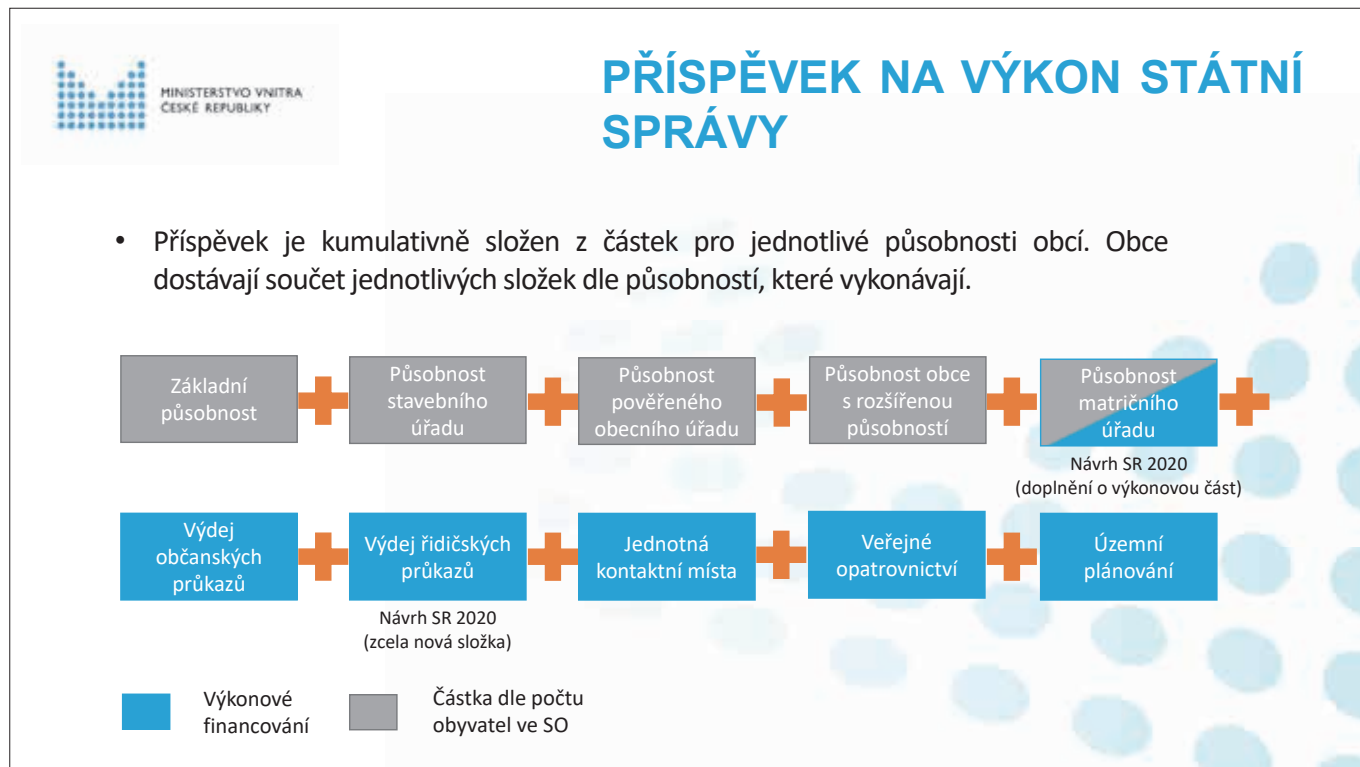 MINISTERSTVO VNITRA
ČESKÉ REPUBLIKY
PŘÍSPĚVEK NA VÝKON STÁTNÍ
SPRÁVY
• Příspěvek je kumulativně složen z částek pro jednotlivé působnosti obcí. Obce
dostávají součet jednotlivých složek dle působností, které vykonávají.
Základní
působnost
Působnost
stavebního
úřadu
Působnost
pověřeného
obecního úřadu
Působnost obce
s rozšířenou
působností
Působnost
matričního
úřadu
Návrh SR 2020
(doplnění o výkonovou část)
Výdej
občanských
průkazů
Výdej řidičských
průkazů
Návrh SR 2020
(zcela nová složka)
Jednotná
kontaktní místa
Veřejné
opatrovnictví
Územní
plánování
Výkonové
financování
Částka dle počtu
obyvatel ve SO